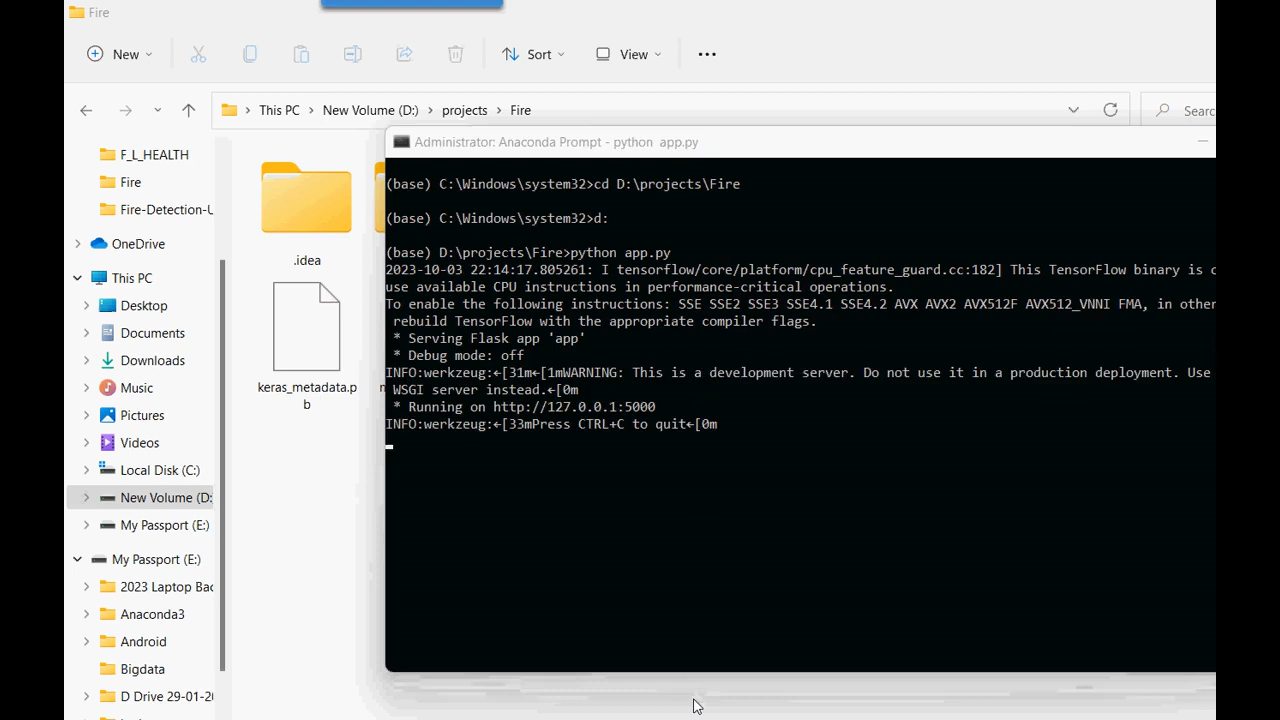 Fire
New
Sort
View
This PC
New Volume (D:)
projects
Fire
F_L_HEALTH
Fire
Fire-Detection-U
OneDrive
This PC
Desktop
Documents
Downloads
Music
Pictures
Videos
Local Disk (C:)
New Volume (D:
My Passport (E:)
My Passport (E:)
2023 Laptop Bac
Anaconda3
Android
Bigdata
D Drive 29-01-20
.idea
keras_metadata.p
b
Searc
Administrator: Anaconda Prompt - python  app.py
(base) C:\Windows\system32>cd D:\projects\Fire
(base) C:\Windows\system32>d:
(base) D:\projects\Fire>python app.py
2023-10-03 22:14:17.805261: I tensorflow/core/platform/cpu_feature_guard.cc:182] This TensorFlow binary is
use available CPU instructions in performance-critical operations.
To enable the following instructions: SSE SSE2 SSE3 SSE4.1 SSE4.2 AVX AVX2 AVX512F AVX512_VNNI FMA, in other
rebuild TensorFlow with the appropriate compiler flags.
* Serving Flask app 'app'
* Debug mode: off
INFO:werkzeug:←[31m←[1mWARNING: This is a development server. Do not use it in a production deployment. Use
WSGI server instead.←[0m
* Running on http://127.0.0.1:5000
INFO:werkzeug:←[33mPress CTRL+C to quit←[0m